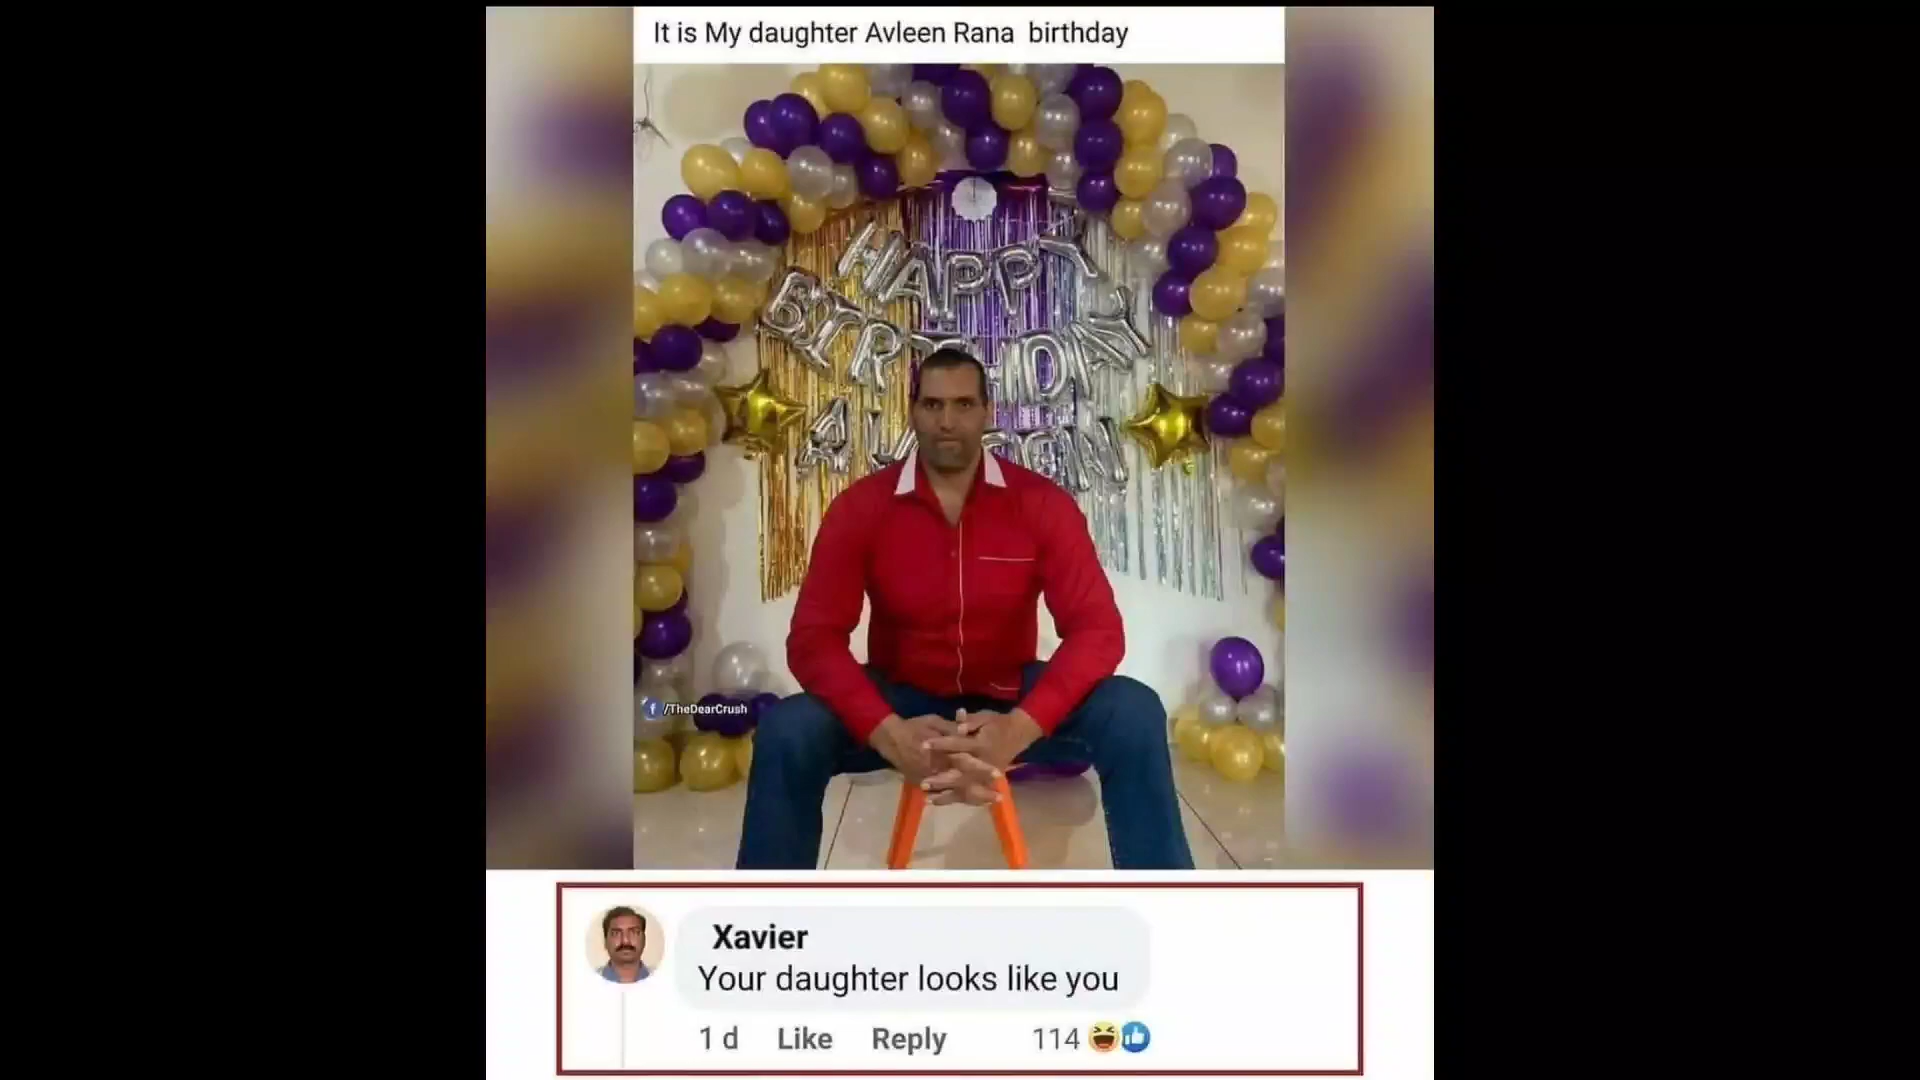 It is My daughter Avleen Rana birthday
HAPPY
BIRTHDAY
f /TheDearCrush
Xavier
Your daughter looks like you
1 d Like Reply 114